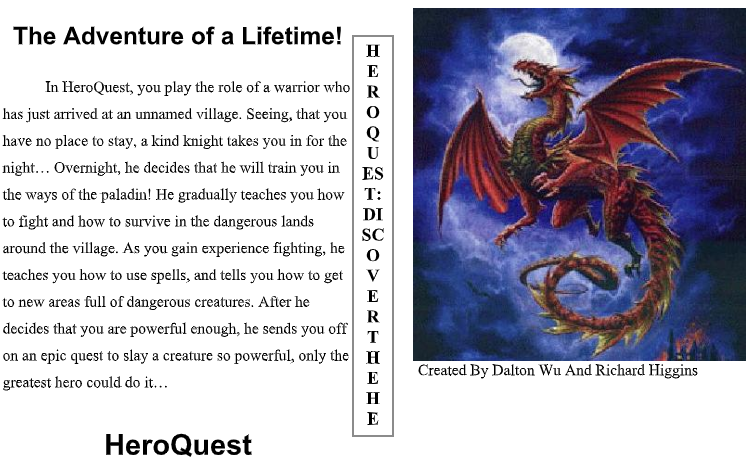 The Adventure of a Lifetime!
In HeroQuest, you play the role of a warrior who
has just arrived at an unnamed village. Seeing, that you
have no place to stay, a kind knight takes you in for the
night… Overnight, he decides that he will train you in
the ways of the paladin! He gradually teaches you how
to fight and how to survive in the dangerous lands
around the village. As you gain experience fighting, he
teaches you how to use spells, and tells you how to get
to new areas full of dangerous creatures. After he
decides that you are powerful enough, he sends you off
on an epic quest to slay a creature so powerful, only the
greatest hero could do it…
HeroQuest
H
E
R
O
Q
U
ES
T:
DI
SC
O
V
E
R
T
H
E
H
E
Created By Dalton Wu And Richard Higgins